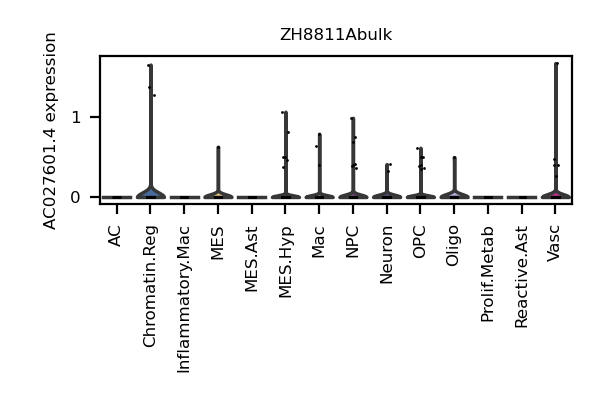 ZH8811Abulk
AC027601.4 expression
1
0
AC
Chromatin.Reg
Inflammatory.Mac
MES
MES.Ast
MES.Hyp
Mac
NPC
Neuron
OPC
Oligo
Prolif.Metab
Reactive.Ast
Vasc